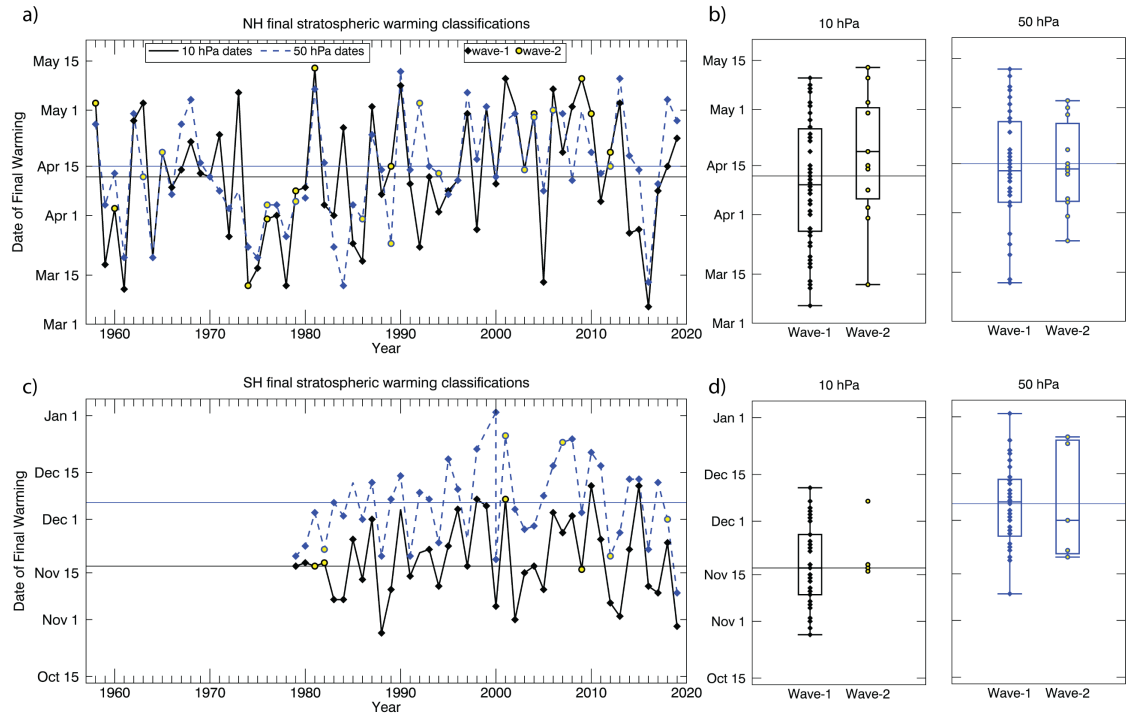 a)
NH final stratospheric warming classifications
10 hPa dates
50 hPa dates
wave-1
wave-2
Date of Final Warming
May 15
May 1
Apr 15
Apr 1
Mar 15
Mar 1
1960 1970 1980 1990 2000 2010 2020
Year
b)
10 hPa
50 hPa
May 15
May 1
Apr 15
Apr 1
Mar 15
Mar 1
Wave-1 Wave-2
Wave-1 Wave-2
c)
SH final stratospheric warming classifications
Date of Final Warming
Jan 1
Dec 15
Dec 1
Nov 15
Nov 1
Oct 15
1960 1970 1980 1990 2000 2010 2020
Year
d)
10 hPa
50 hPa
Jan 1
Dec 15
Dec 1
Nov 15
Nov 1
Oct 15
Wave-1 Wave-2
Wave-1 Wave-2